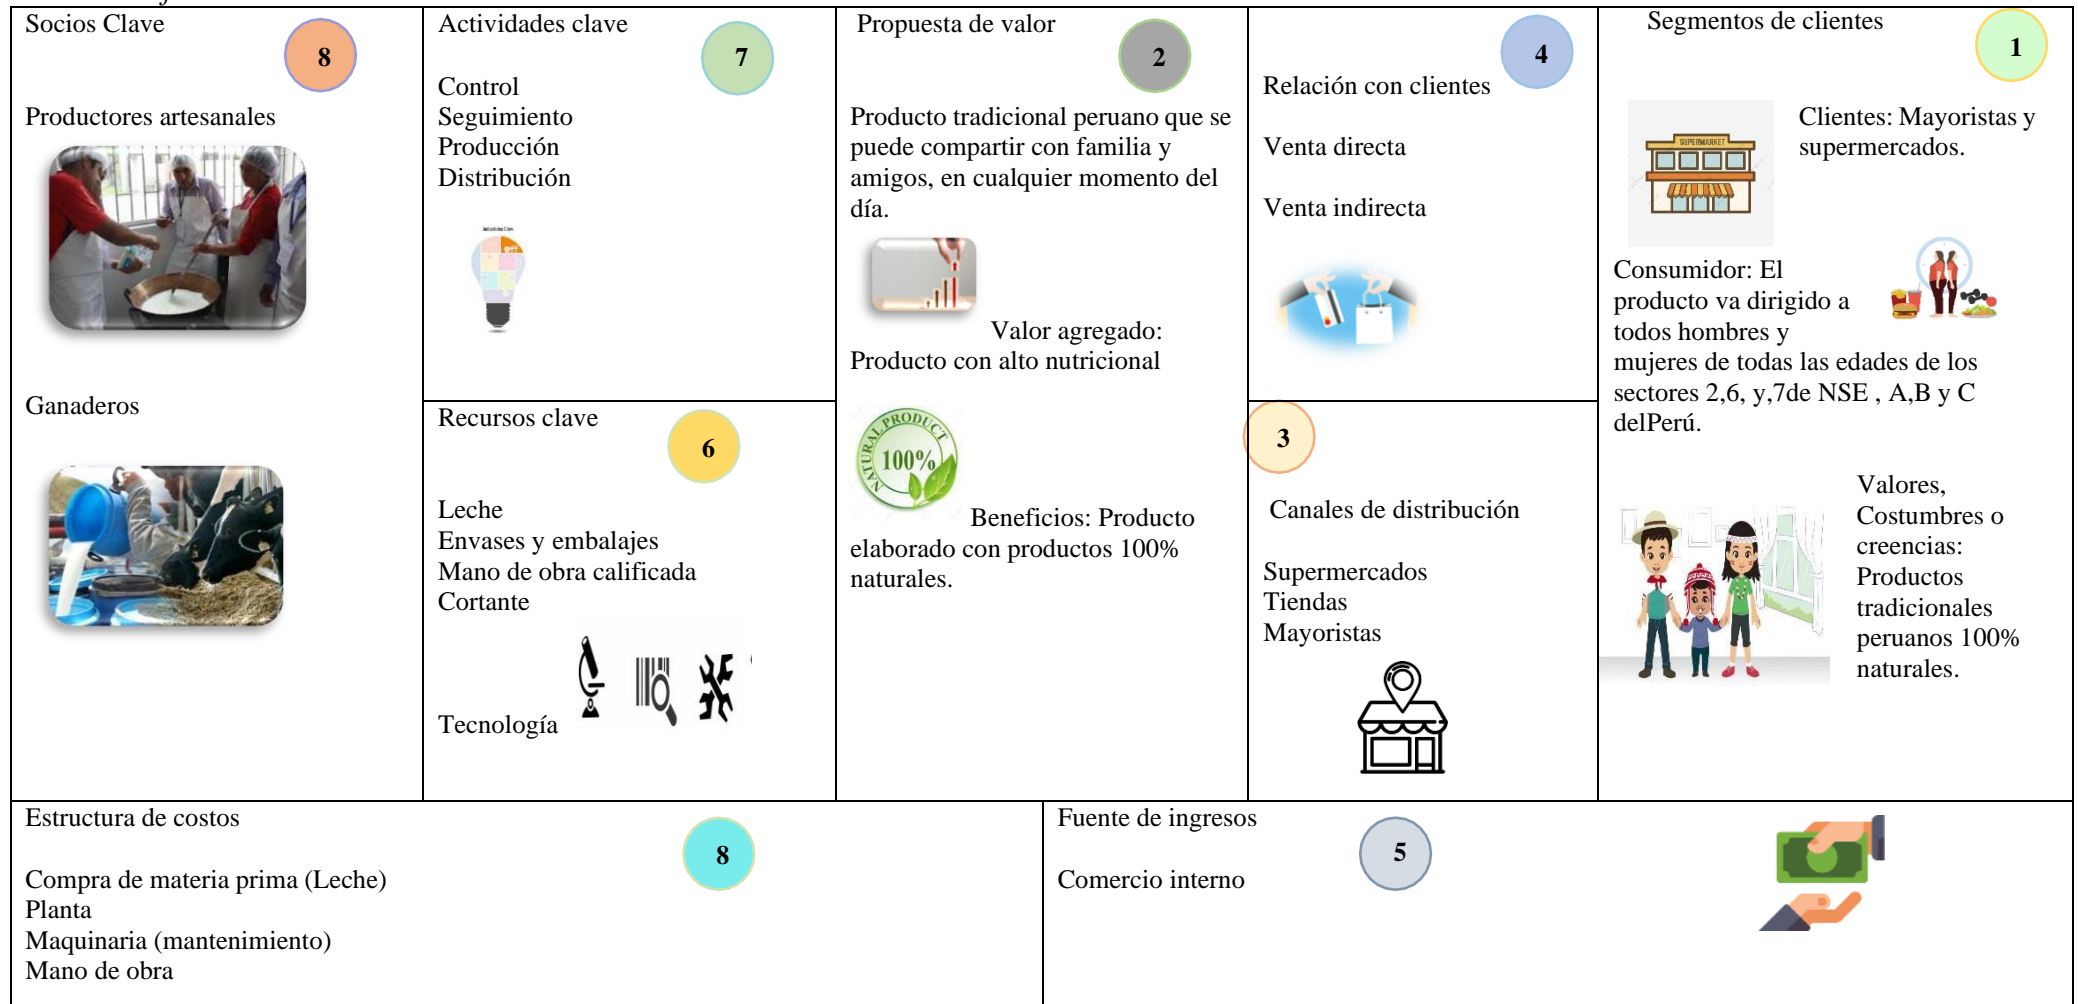 Socios Clave
8
Productores artesanales
Ganaderos
Actividades clave
7
Control
Seguimiento
Producción
Distribución
Recursos clave
6
Leche
Envases y embalajes
Mano de obra calificada
Cortante
Tecnología
Propuesta de valor
2
Producto tradicional peruano que se
puede compartir con familia y
amigos, en cualquier momento del
día.
Valor agregado:
Producto con alto nutricional
NATURAL PRODUCT
100%
Beneficios: Producto
elaborado con productos 100%
naturales.
4
Relación con clientes
Venta directa
Venta indirecta
3
Canales de distribución
Supermercados
Tiendas
Mayoristas
Segmentos de clientes
1
SUPERMARKET
Clientes: Mayoristas y
supermercados.
Consumidor: El
producto va dirigido a
todos hombres y
mujeres de todas las edades de los
sectores 2,6, y,7de NSE , A,B y C
delPerú.
Valores,
Costumbres o
creencias:
Productos
tradicionales
peruanos 100%
naturales.
Estructura de costos
8
Compra de materia prima (Leche)
Planta
Maquinaria (mantenimiento)
Mano de obra
Fuente de ingresos
5
Comercio interno